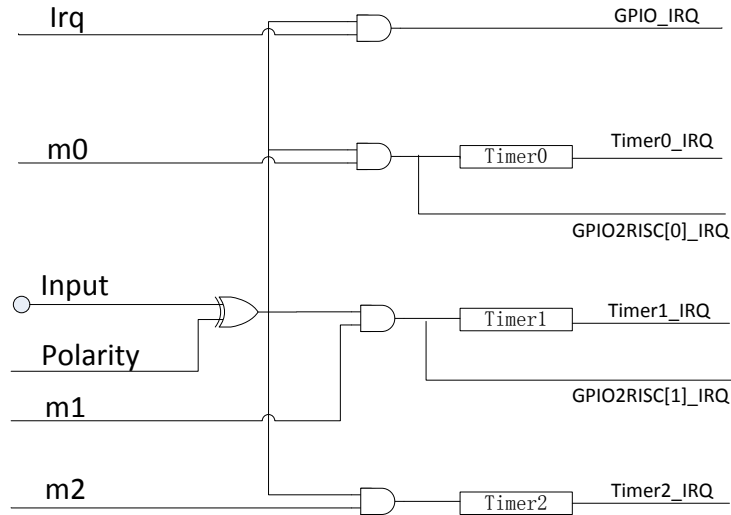 Irq
GPIO_IRQ
m0
Timer0
Timer0_IRQ
GPIO2RISC[0]_IRQ
Input
Timer1
Timer1_IRQ
Polarity
GPIO2RISC[1]_IRQ
m1
m2
Timer2
Timer2_IRQ